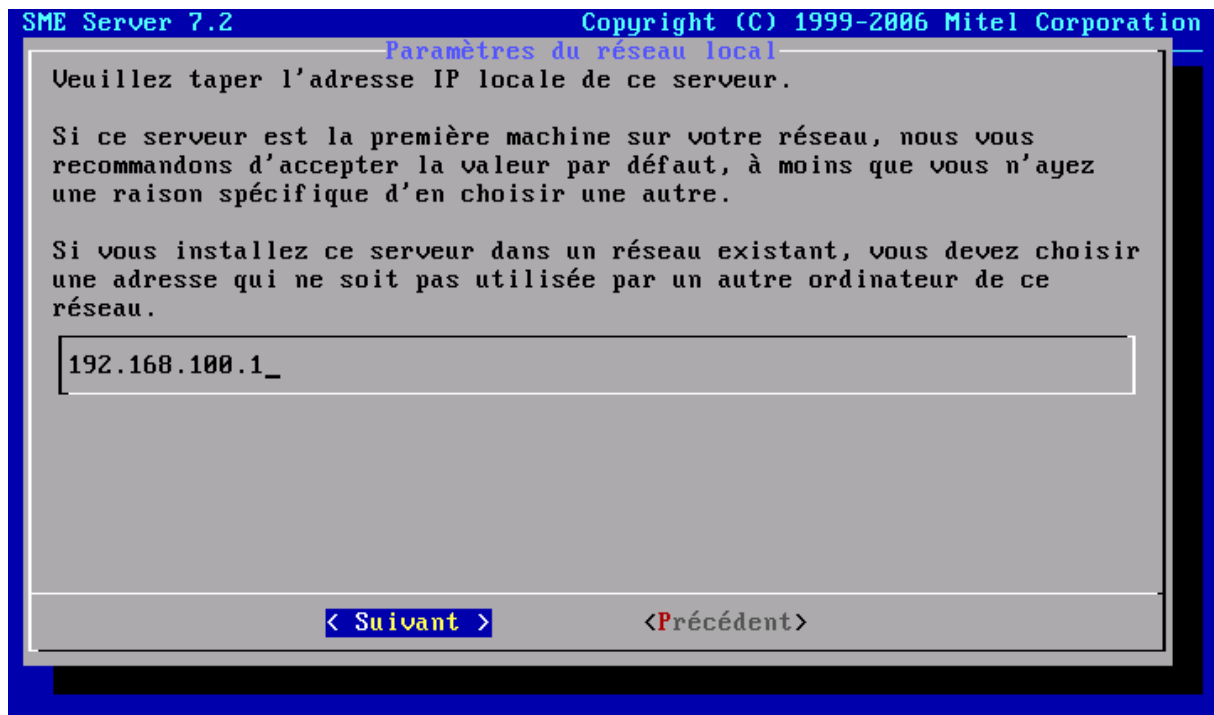 SME Server 7.2 Copyright (C) 1999-2006 Mitel Corporation
Paramètres du réseau local
Veuillez taper l'adresse IP locale de ce serveur.
Si ce serveur est la première machine sur votre réseau, nous vous
recommandons d'accepter la valeur par défaut, à moins que vous n'ayez
une raison spécifique d'en choisir une autre.
Si vous installez ce serveur dans un réseau existant, vous devez choisir
une adresse qui ne soit pas utilisée par un autre ordinateur de ce
réseau.
192.168.100.1_
< Suivant > <Précédent>